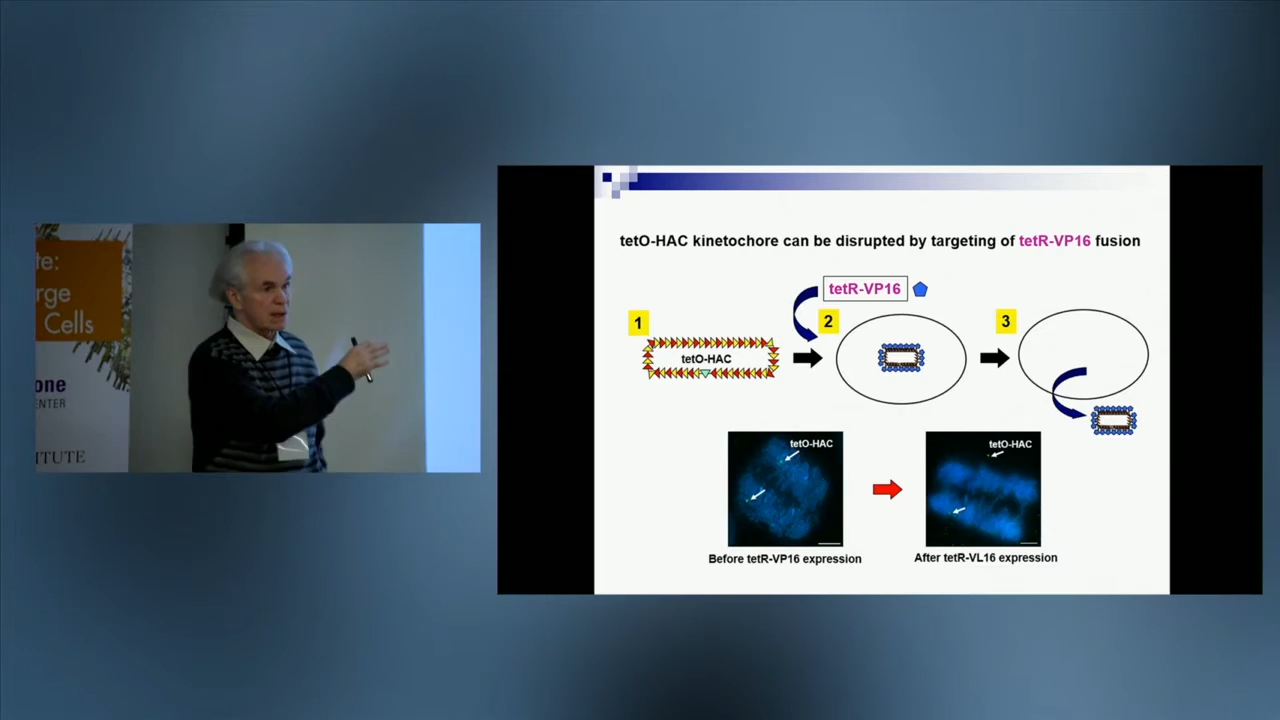 te:
rge
Cells
one
ENTER
ITUTE
tetO-HAC kinetochore can be disrupted by targeting of tetR-VP16 fusion
tetR-VP16
1
2
3
tetO-HAC
tetO-HAC
tetO-HAC
Before tetR-VP16 expression
After tetR-VL16 expression